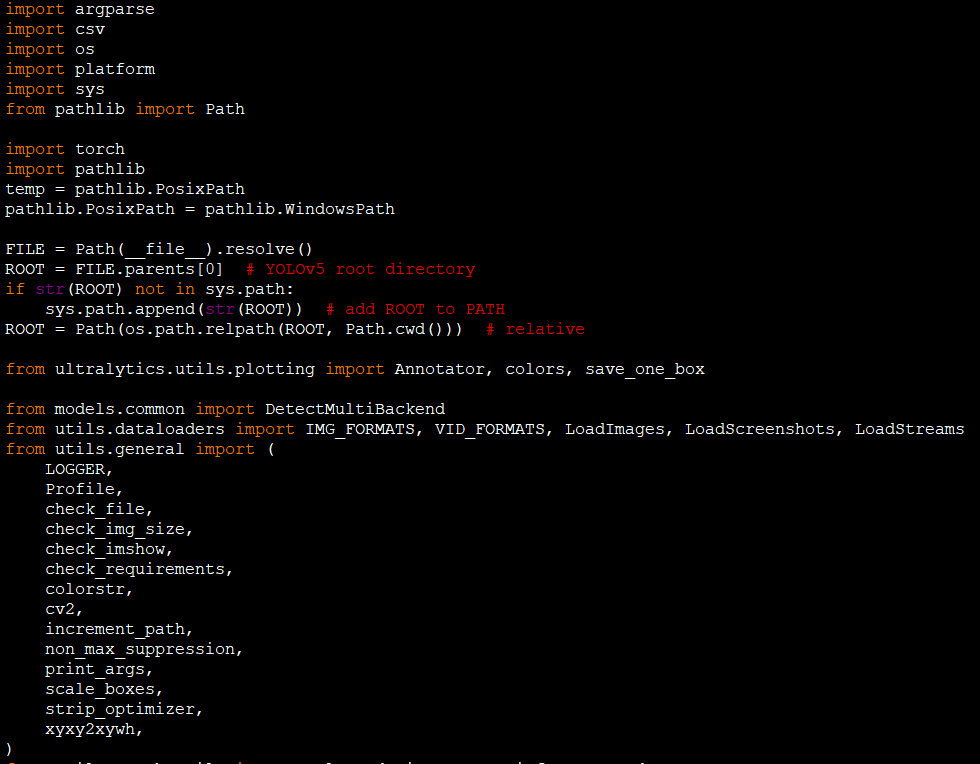 import argparse
import csv
import os
import platform
import sys
from pathlib import Path
import torch
import pathlib
temp = pathlib.PosixPath
pathlib.PosixPath = pathlib.WindowsPath
FILE = Path(__file__).resolve()
ROOT = FILE.parents[0]  # YOLOv5 root directory
if str(ROOT) not in sys.path:
    sys.path.append(str(ROOT))  # add ROOT to PATH
ROOT = Path(os.path.relpath(ROOT, Path.cwd()))  # relative
from ultralytics.utils.plotting import Annotator, colors, save_one_box
from models.common import DetectMultiBackend
from utils.dataloaders import IMG_FORMATS, VID_FORMATS, LoadImages, LoadScreenshots, LoadStreams
from utils.general import (
    LOGGER,
    Profile,
    check_file,
    check_img_size,
    check_imshow,
    check_requirements,
    colorstr,
    cv2,
    increment_path,
    non_max_suppression,
    print_args,
    scale_boxes,
    strip_optimizer,
    xyxy2xywh,
)